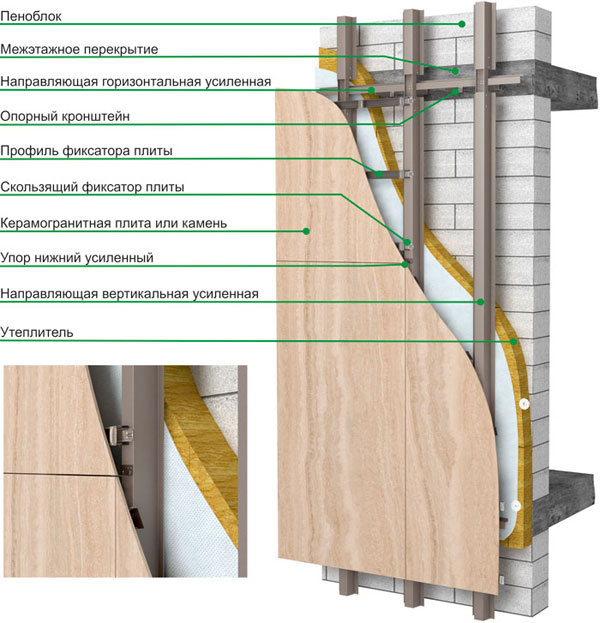 Пеноблок
Межэтажное перекрытие
Направляющая горизонтальная усиленная
Опорный кронштейн
Профиль фиксатора плиты
Скользящий фиксатор плиты
Керамогранитная плита или камень
Упор нижний усиленный
Направляющая вертикальная усиленная
Утеплитель